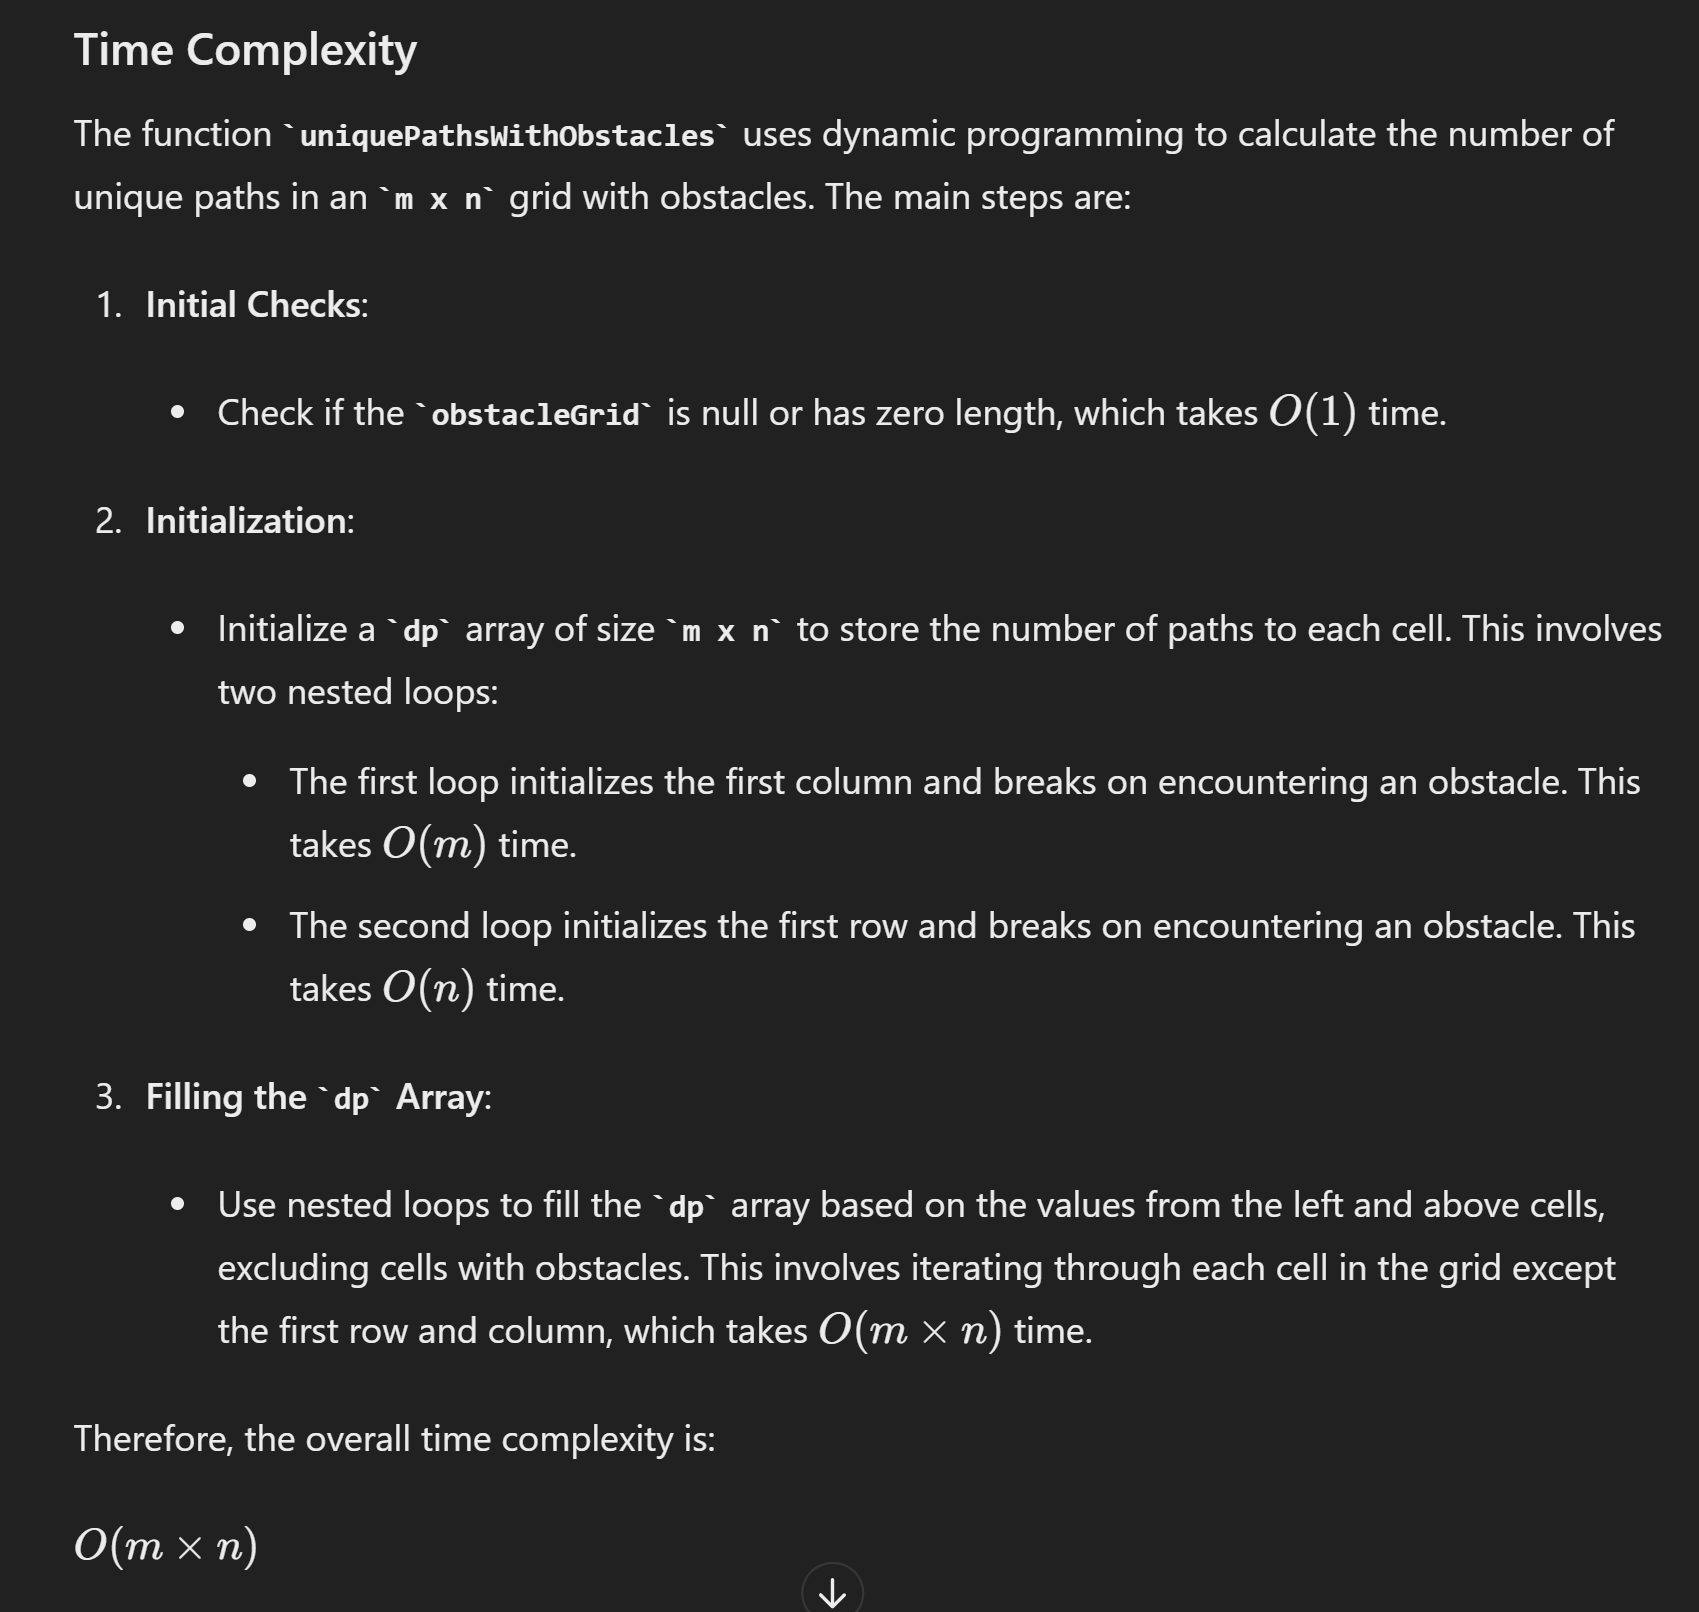 Time Complexity
The function `uniquePathsWithObstacles` uses dynamic programming to calculate the number of
unique paths in an `m x n` grid with obstacles. The main steps are:
1. Initial Checks:
• Check if the `obstacleGrid` is null or has zero length, which takes O(1) time.
2. Initialization:
• Initialize a `dp` array of size `m x n` to store the number of paths to each cell. This involves
two nested loops:
• The first loop initializes the first column and breaks on encountering an obstacle. This
takes O(m) time.
• The second loop initializes the first row and breaks on encountering an obstacle. This
takes O(n) time.
3. Filling the `dp` Array:
• Use nested loops to fill the `dp` array based on the values from the left and above cells,
excluding cells with obstacles. This involves iterating through each cell in the grid except
the first row and column, which takes O(m × n) time.
Therefore, the overall time complexity is:
O(m × n)